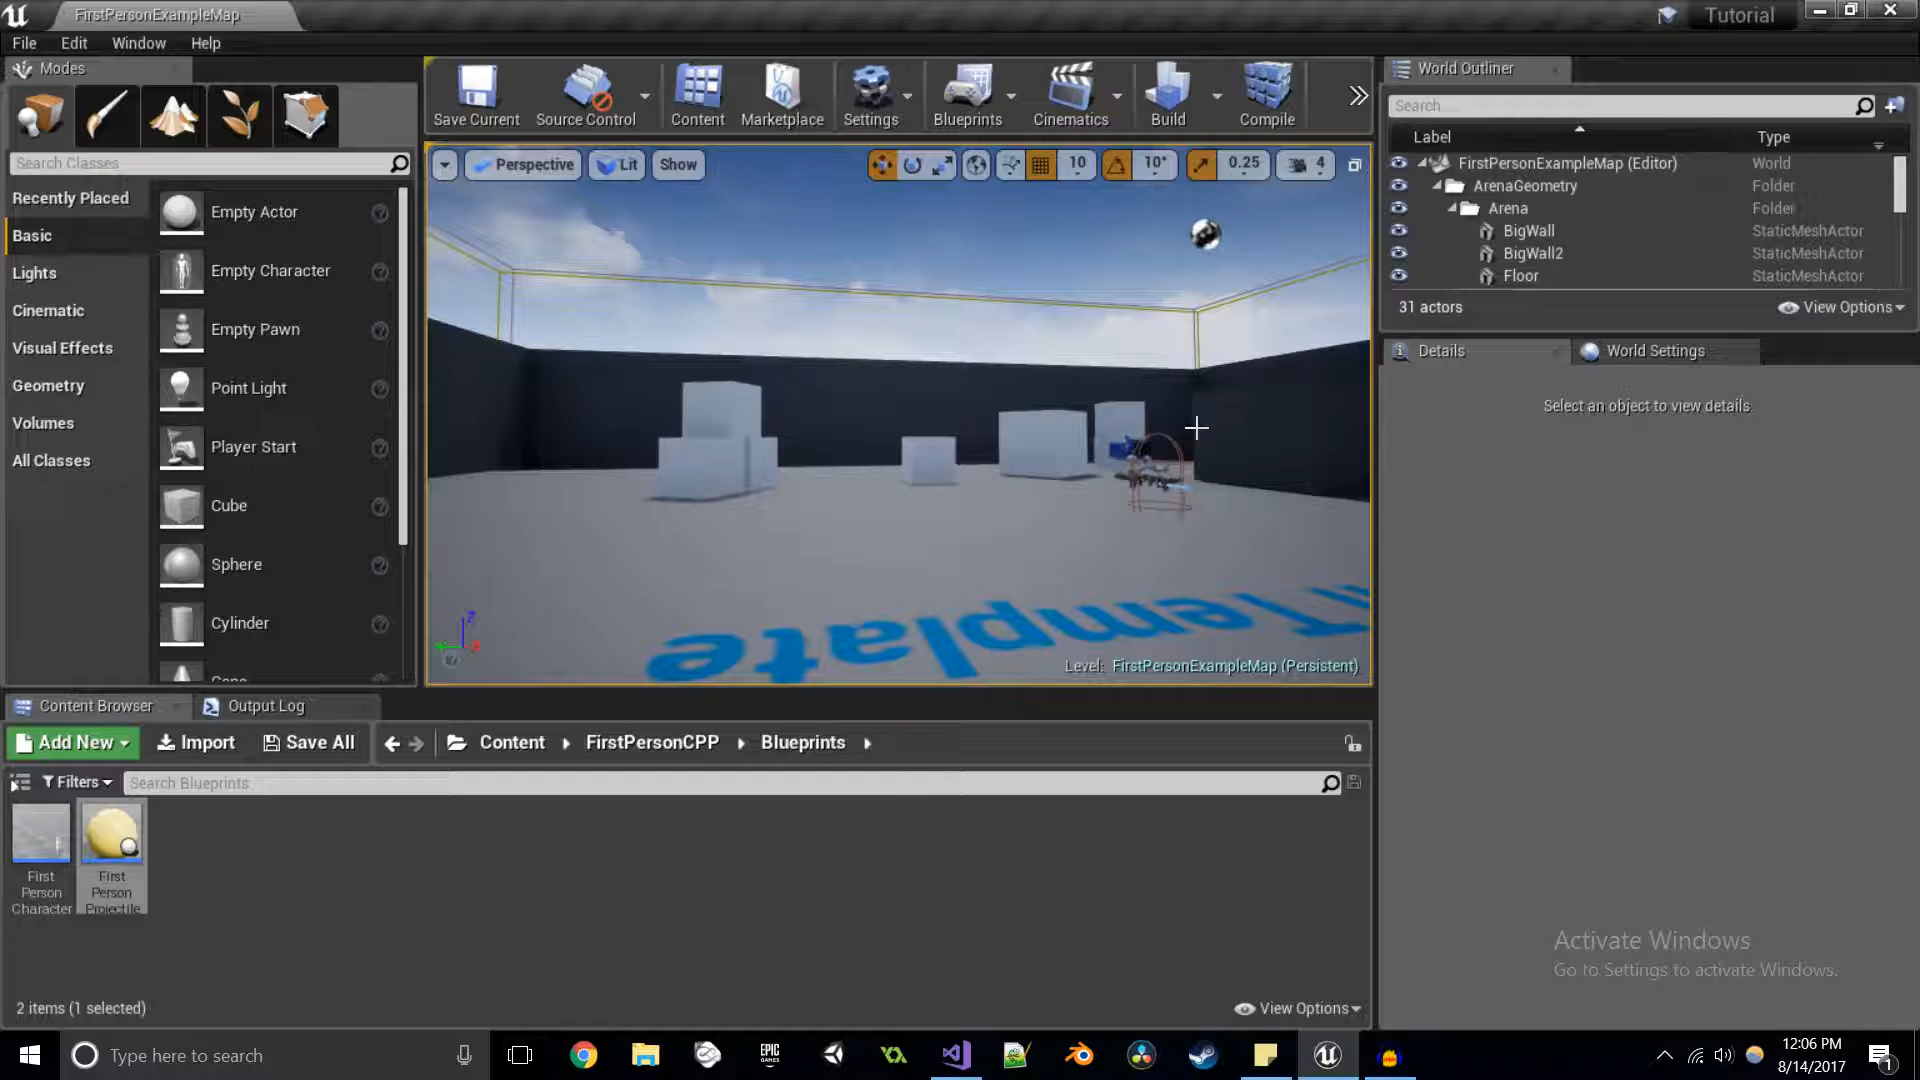 FirstPersonExampleMap
Tutorial
File Edit Window Help
Modes
Search Classes
Recently Placed
Basic
Lights
Cinematic
Visual Effects
Geometry
Volumes
All Classes
Empty Actor
Empty Character
Empty Pawn
Point Light
Player Start
Cube
Sphere
Cylinder
Save Current
Source Control
Content
Marketplace
Settings
Blueprints
Cinematics
Build
Compile
Perspective
Lit
Show
10
10°
0.25
4
Template
Z
Level: FirstPersonExampleMap (Persistent)
World Outliner
Search
Label Type
FirstPersonExampleMap (Editor) World
ArenaGeometry Folder
Arena Folder
BigWall StaticMeshActor
BigWall2 StaticMeshActor
Floor StaticMeshActor
31 actors
View Options
Details
World Settings
Select an object to view details.
Content Browser
Output Log
Add New
Import
Save All
Content
FirstPersonCPP
Blueprints
Filters
Search Blueprints
First
Person
Character
First
Person
Projectile
2 items (1 selected)
View Options
Activate Windows
Go to Settings to activate Windows.
Type here to search
EPIC
GAMES
12:06 PM
8/14/2017
1